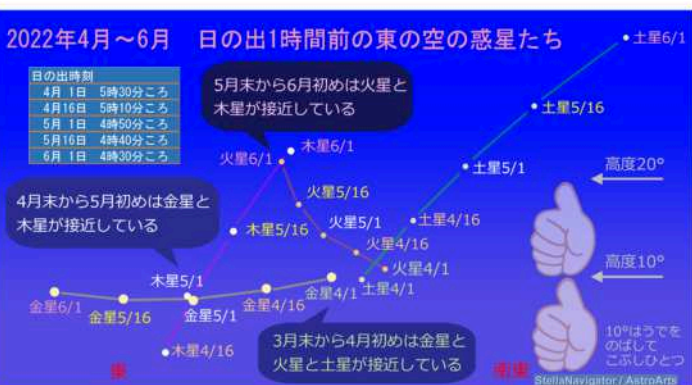 2022年4月～6月　日の出1時間前の東の空の惑星たち
日の出時刻
4月 1日　5時30分ころ
4月16日　5時10分ころ
5月 1日　4時50分ころ
5月16日　4時40分ころ
6月 1日　4時30分ころ
5月末から6月初めは火星と
木星が接近している
土星6/1
土星5/16
木星6/1
火星6/1
土星5/1
高度20°
4月末から5月初めは金星と
木星が接近している
火星5/16
土星4/16
木星5/16
火星5/1
火星4/16
高度10°
火星4/1
木星5/1
土星4/1
金星4/1
金星6/1
金星5/16
金星5/1
金星4/16
3月末から4月初めは金星と
火星と土星が接近している
10°はうでを
のばして
こぶしひとつ
木星4/16
東
南東
StellaNavigator / AstroArts